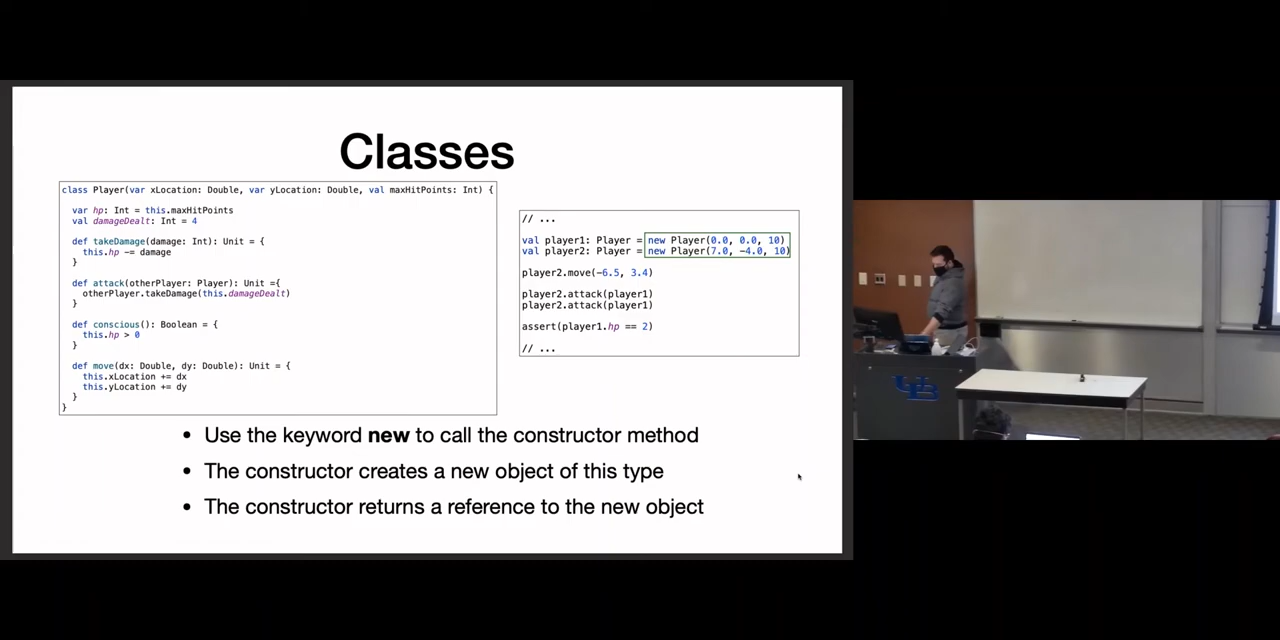 Classes
class Player(var xLocation: Double, var yLocation: Double, val maxHitPoints: Int) {
var hp: Int = this.maxHitPoints
val damageDealt: Int = 4
def takeDamage(damage: Int): Unit = {
this.hp -= damage
}
def attack(otherPlayer: Player): Unit ={
otherPlayer.takeDamage(this.damageDealt)
}
def conscious(): Boolean = {
this.hp > 0
}
def move(dx: Double, dy: Double): Unit = {
this.xLocation += dx
this.yLocation += dy
}
}
// ...
val player1: Player = new Player(0.0, 0.0, 10)
val player2: Player = new Player(7.0, -4.0, 10)
player2.move(-6.5, 3.4)
player2.attack(player1)
player2.attack(player1)
assert(player1.hp == 2)
// ...
• Use the keyword new to call the constructor method
• The constructor creates a new object of this type
• The constructor returns a reference to the new object
UB